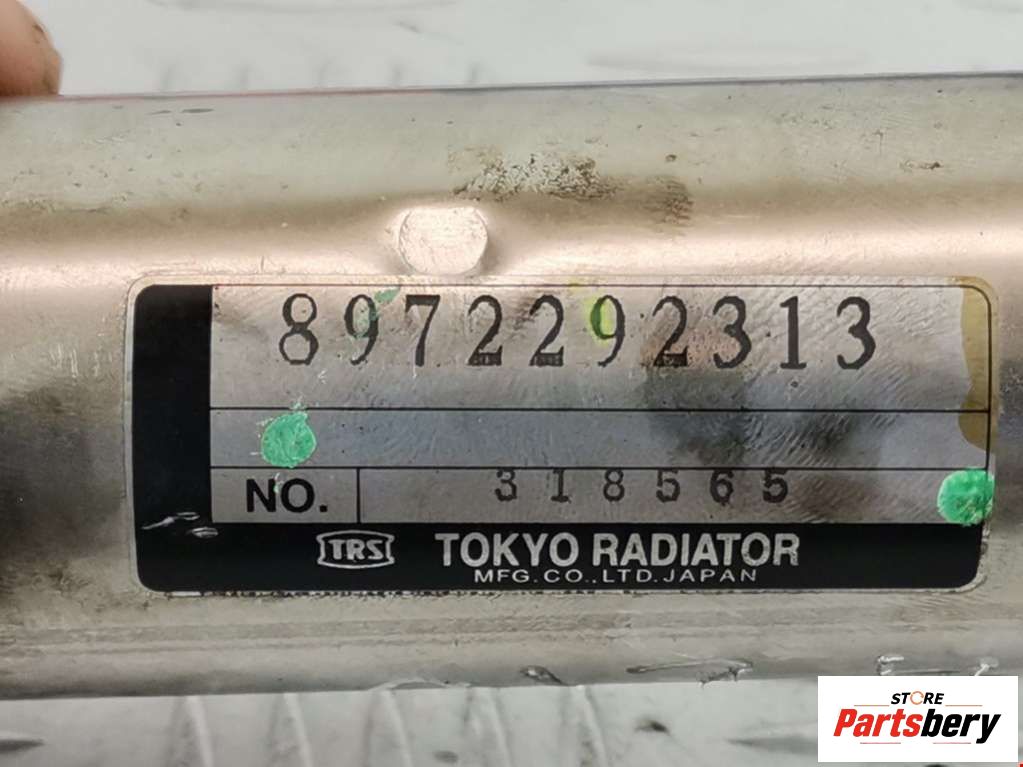 8972292313
NO. 318565
TRS TOKYO RADIATOR
MFG.CO.,LTD.JAPAN
STORE
Partsbery